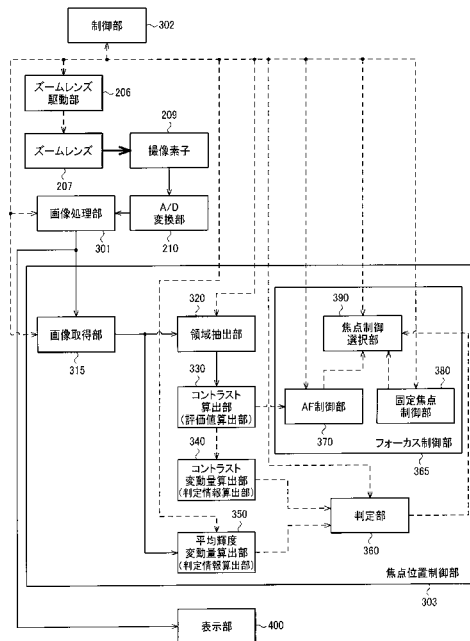 制御部
302
ズームレンズ
駆動部
206
209
ズームレンズ
撮像素子
207
画像処理部
A/D
変換部
301
210
320
390
画像取得部
領域抽出部
焦点制御
選択部
315
330
380
コントラスト
算出部
(評価値算出部)
AF制御部
固定焦点
制御部
370
340
フォーカス制御部
コントラスト
変動量算出部
(判定情報算出部)
365
350
判定部
平均輝度
変動量算出部
(判定情報算出部)
360
焦点位置制御部
303
表示部
400